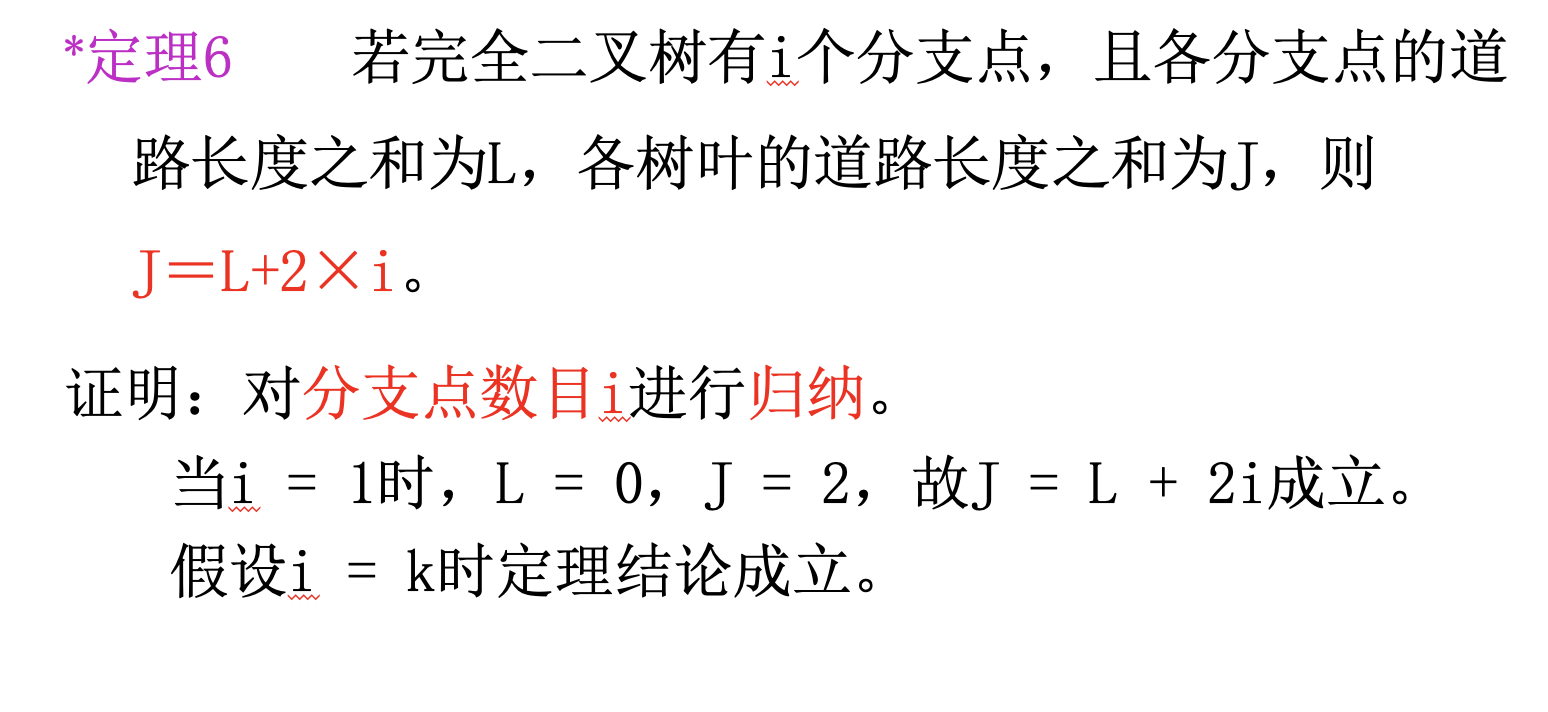 *定理6 若完全二叉树有i个分支点，且各分支点的道
路长度之和为L，各树叶的道路长度之和为J，则
J＝L+2×i。
证明：对分支点数目i进行归纳。
当i = 1时，L = 0，J = 2，故J = L + 2i成立。
假设i = k时定理结论成立。